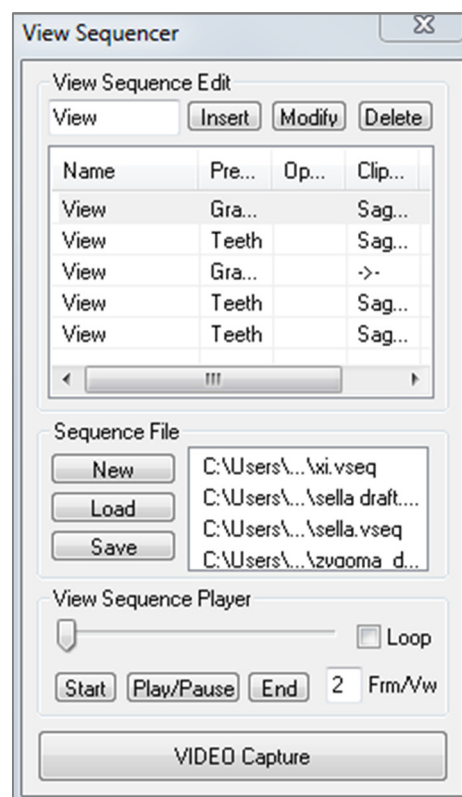 View Sequencer
View Sequence Edit
View Insert Modify Delete
Name Pre... Op... Clip...
View Gra... Sag...
View Teeth Sag...
View Gra... ->-
View Teeth Sag...
View Teeth Sag...
Sequence File
New
Load
Save
C:\Users\...\xi.vseq
C:\Users\...\sella draft....
C:\Users\...\sella.vseq
C:\Users\...\zygoma_d...
View Sequence Player
Loop
Start Play/Pause End 2 Frm/Vw
VIDEO Capture